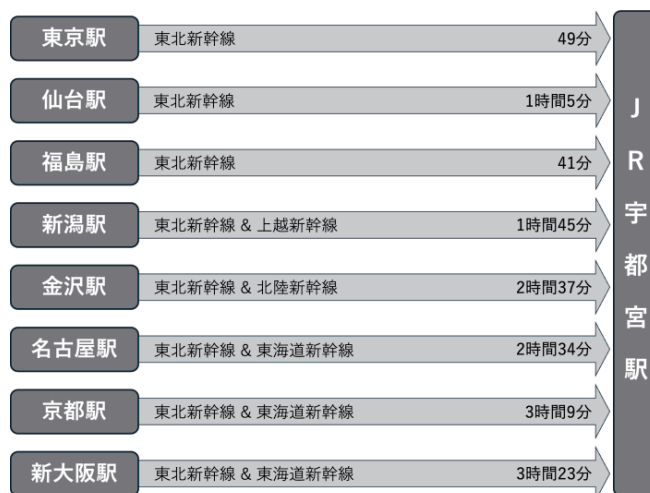 東京駅 東北新幹線 49分
仙台駅 東北新幹線 1時間5分
福島駅 東北新幹線 41分
新潟駅 東北新幹線 & 上越新幹線 1時間45分
金沢駅 東北新幹線 & 北陸新幹線 2時間37分
名古屋駅 東北新幹線 & 東海道新幹線 2時間34分
京都駅 東北新幹線 & 東海道新幹線 3時間9分
新大阪駅 東北新幹線 & 東海道新幹線 3時間23分
JR宇都宮駅